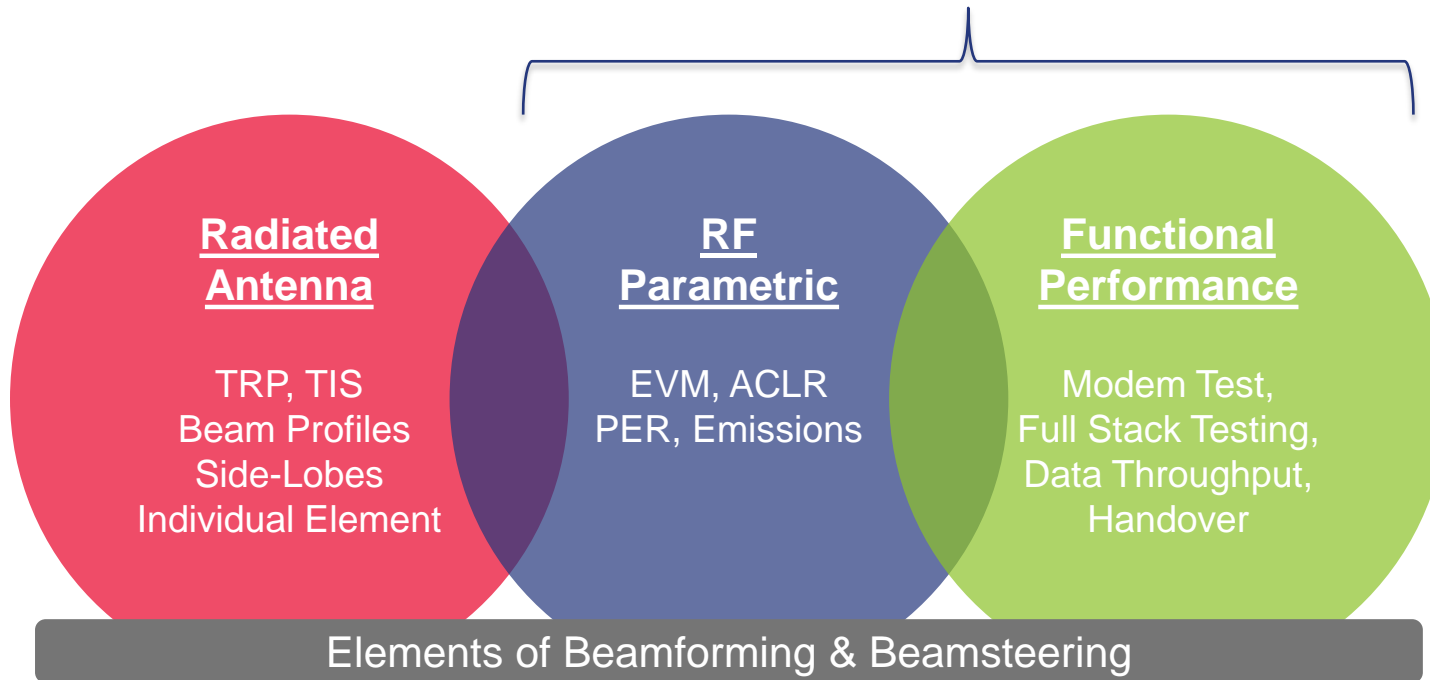 Radiated
Antenna
TRP, TIS
Beam Profiles
Side-Lobes
Individual Element
RF
Parametric
EVM, ACLR
PER, Emissions
Functional
Performance
Modem Test,
Full Stack Testing,
Data Throughput,
Handover
Elements of Beamforming & Beamsteering